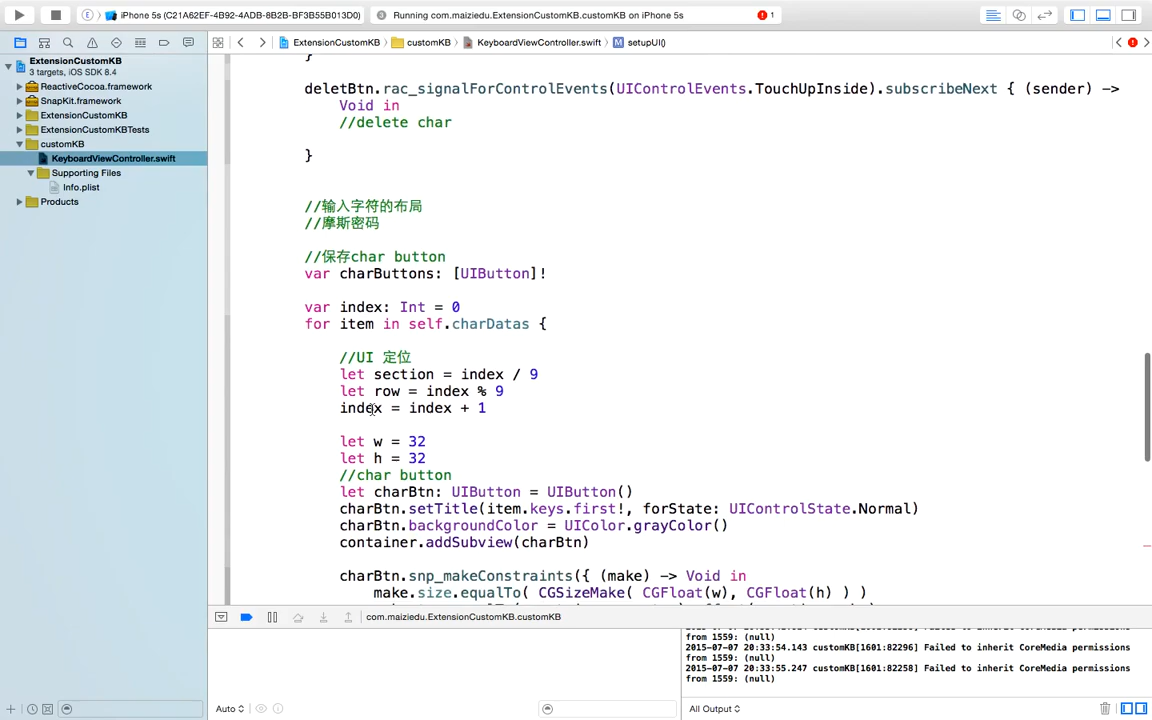 iPhone 5s (C21A62EF-4B92-4ADB-8B2B-BF3B55B013D0)
Running com.maiziedu.ExtensionCustomKB.customKB on iPhone 5s
1
ExtensionCustomKB
customKB
KeyboardViewController.swift
M
setupUI()
ExtensionCustomKB
3 targets, iOS SDK 8.4
ReactiveCocoa.framework
SnapKit.framework
ExtensionCustomKB
ExtensionCustomKBTests
customKB
KeyboardViewController.swift
Supporting Files
Info.plist
Products
}
deletBtn.rac_signalForControlEvents(UIControlEvents.TouchUpInside).subscribeNext { (sender) ->
Void in
//delete char
}
//输入字符的布局
//摩斯密码
//保存char button
var charButtons: [UIButton]!
var index: Int = 0
for item in self.charDatas {
//UI 定位
let section = index / 9
let row = index % 9
index = index + 1
let w = 32
let h = 32
//char button
let charBtn: UIButton = UIButton()
charBtn.setTitle(item.keys.first!, forState: UIControlState.Normal)
charBtn.backgroundColor = UIColor.grayColor()
container.addSubview(charBtn)
charBtn.snp_makeConstraints({ (make) -> Void in
make.size.equalTo( CGSizeMake( CGFloat(w), CGFloat(h) ) )
com.maiziedu.ExtensionCustomKB.customKB
from 1559: (null)
2015-07-07 20:33:54.143 customKB[1601:82296] Failed to inherit CoreMedia permissions
from 1559: (null)
2015-07-07 20:33:55.247 customKB[1601:82258] Failed to inherit CoreMedia permissions
from 1559: (null)
Auto
All Output